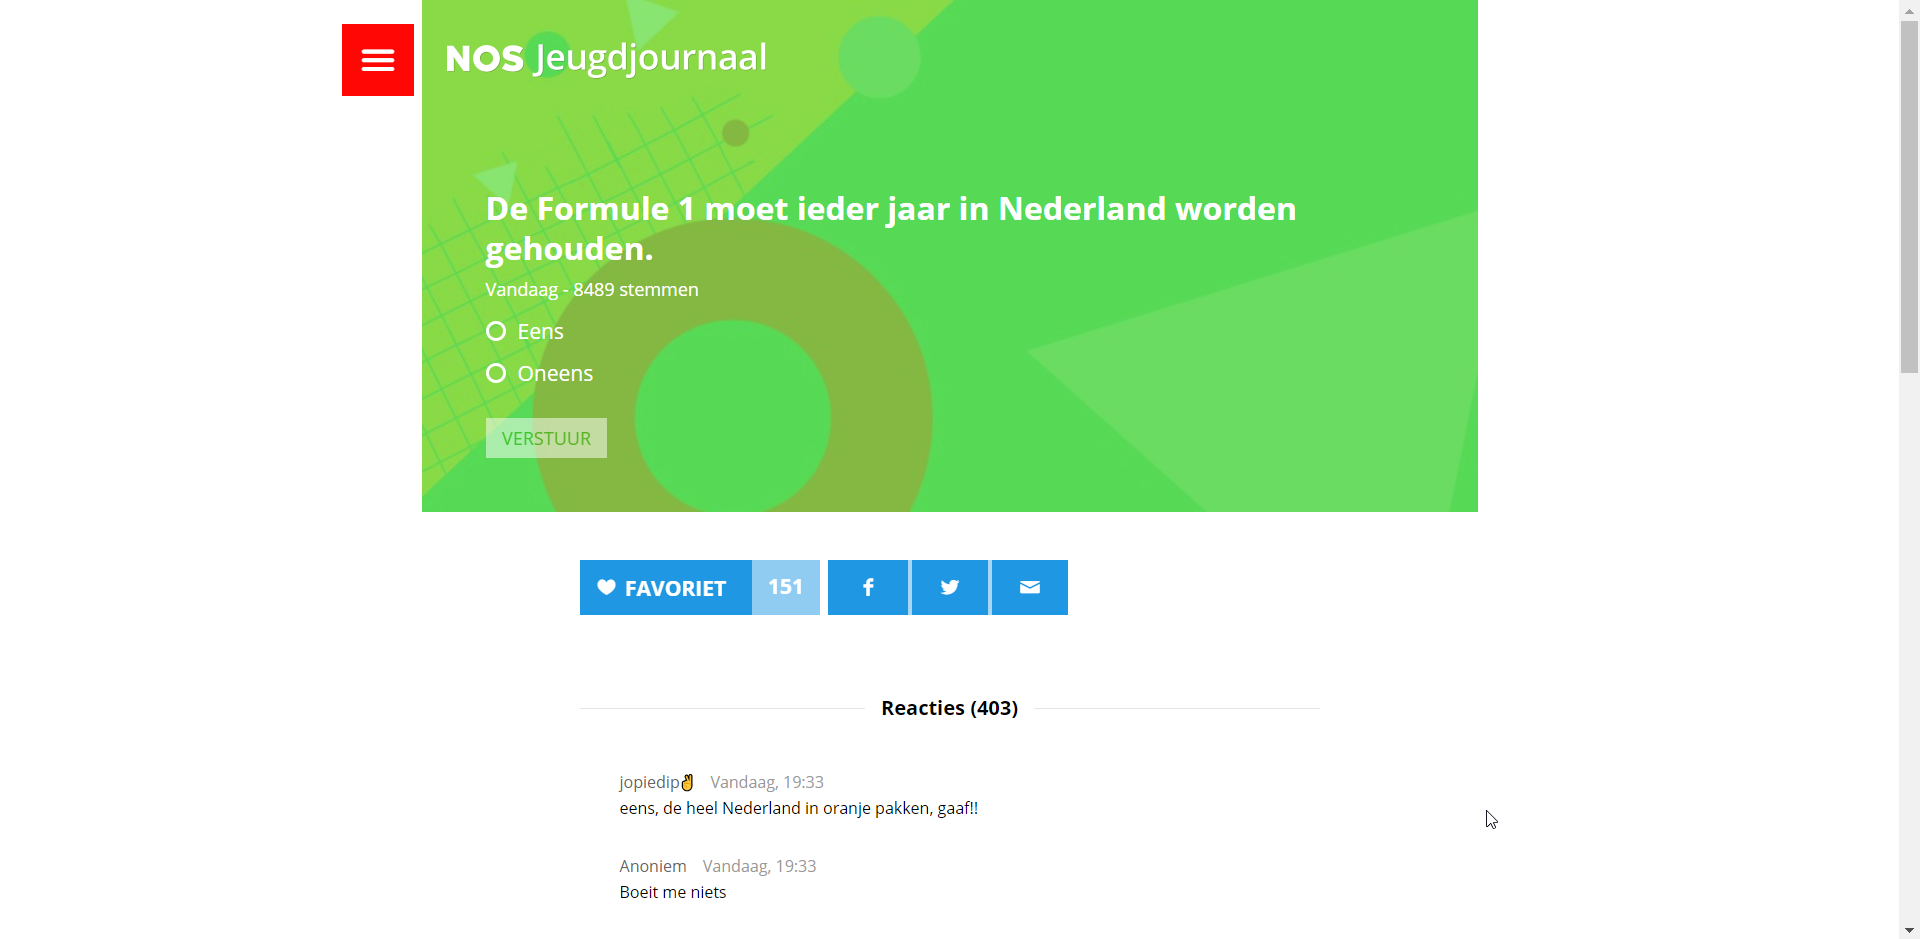 NOS Jeugdjournaal
De Formule 1 moet ieder jaar in Nederland worden
gehouden.
Vandaag - 8489 stemmen
Eens
Oneens
VERSTUUR
FAVORIET 151
Reacties (403)
jopiedip✌ Vandaag, 19:33
eens, de heel Nederland in oranje pakken, gaaf!!
Anoniem Vandaag, 19:33
Boeit me niets